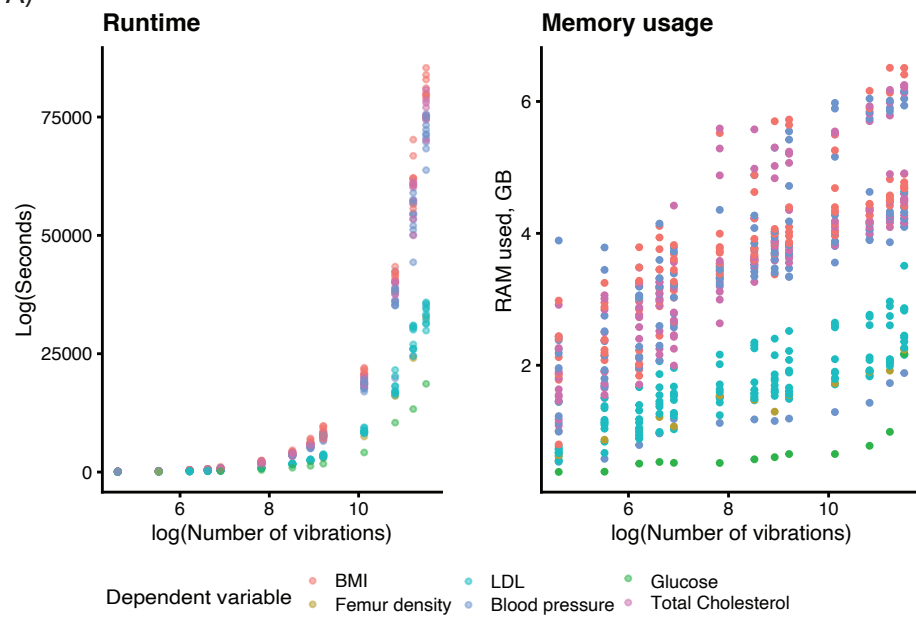 A)
Runtime
Memory usage
75000
50000
25000
0
Log(Seconds)
6
8
10
log(Number of vibrations)
6
4
2
RAM used, GB
6
8
10
log(Number of vibrations)
Dependent variable
BMI
LDL
Glucose
Femur density
Blood pressure
Total Cholesterol